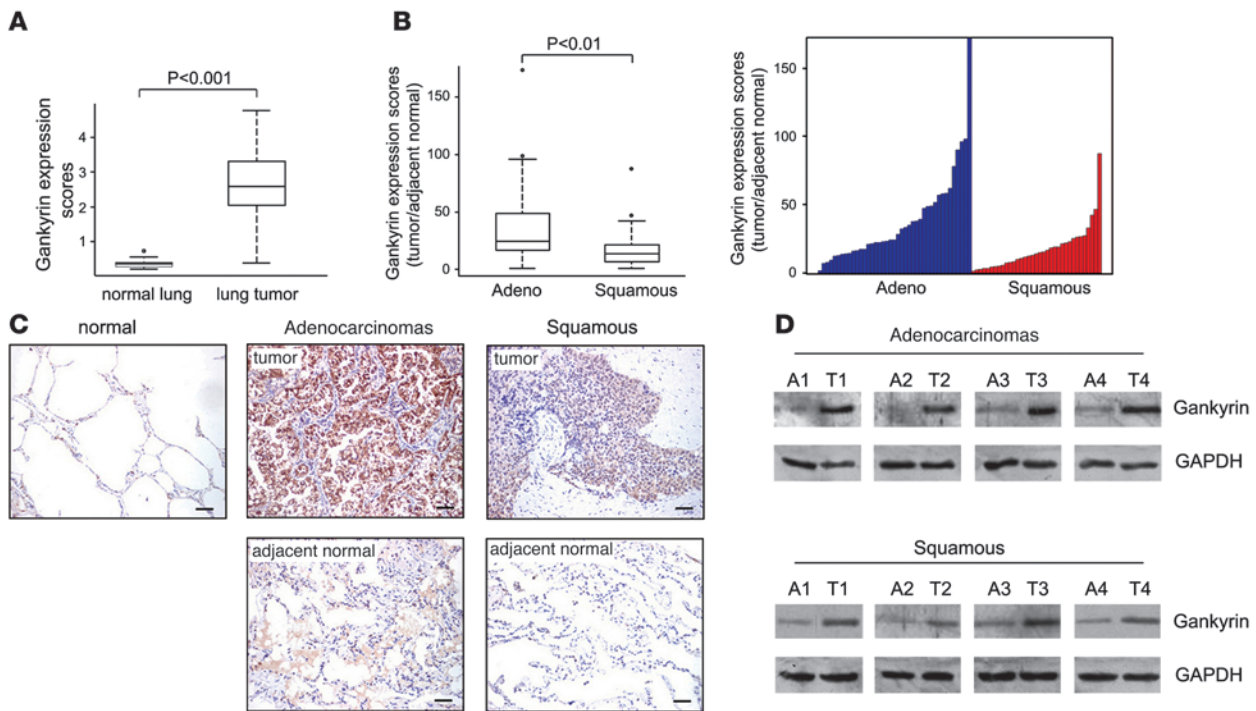 A
P<0.001
Gankyrin expression
scores
4
3
2
1
normal lung
lung tumor
B
P<0.01
Gankyrin expression scores
(tumor/adjacent normal)
150
100
50
0
Adeno
Squamous
Gankyrin expression scores
(tumor/adjacent normal)
150
100
50
0
Adeno
Squamous
C
normal
Adenocarcinomas
Squamous
tumor
tumor
adjacent normal
adjacent normal
D
Adenocarcinomas
A1 T1 A2 T2 A3 T3 A4 T4
Gankyrin
GAPDH
Squamous
A1 T1 A2 T2 A3 T3 A4 T4
Gankyrin
GAPDH